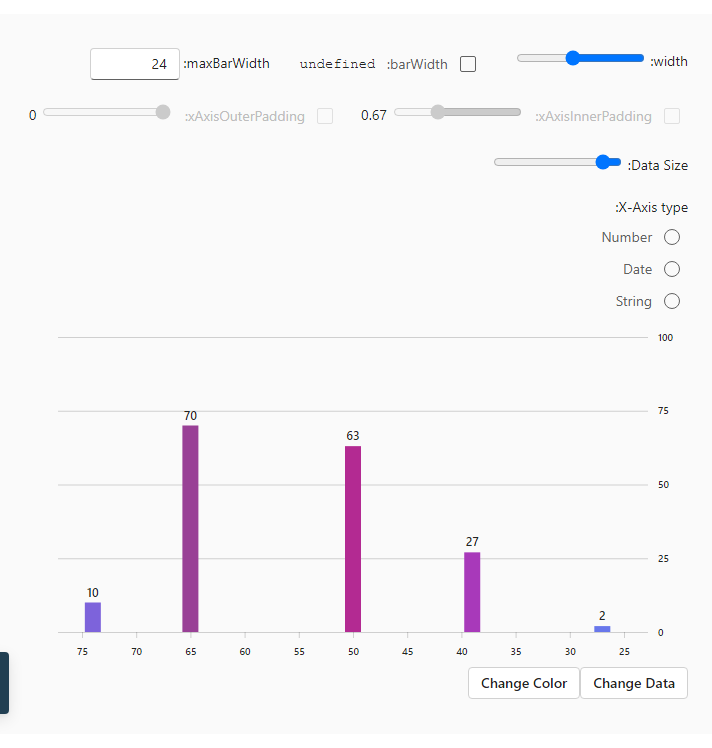 :width
undefined :barWidth
24 :maxBarWidth
:xAxisInnerPadding
0.67
:xAxisOuterPadding
0
:Data Size
:X-Axis type
Number
Date
String
100
75
50
25
0
10
70
63
27
2
75 70 65 60 55 50 45 40 35 30 25
Change Color Change Data